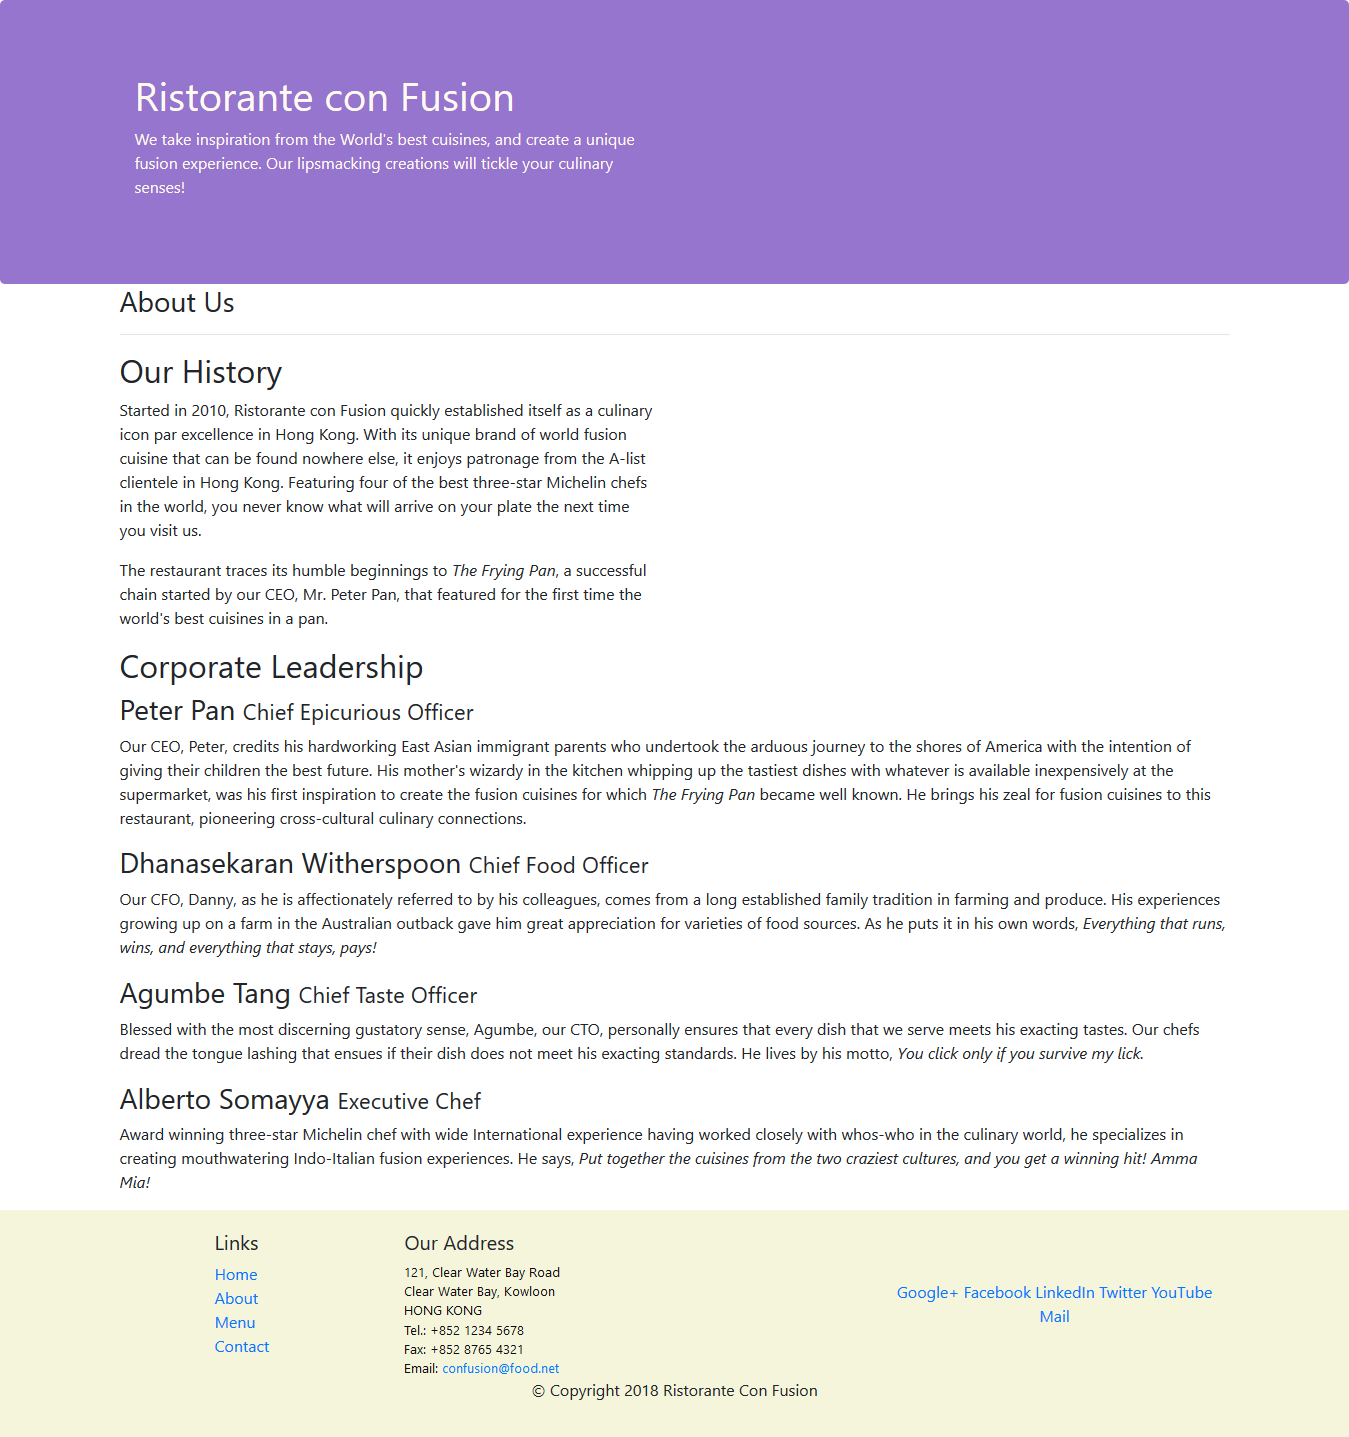 Ristorante con Fusion
We take inspiration from the World's best cuisines, and create a unique
fusion experience. Our lipsmacking creations will tickle your culinary
senses!
About Us
Our History
Started in 2010, Ristorante con Fusion quickly established itself as a culinary
icon par excellence in Hong Kong. With its unique brand of world fusion
cuisine that can be found nowhere else, it enjoys patronage from the A-list
clientele in Hong Kong. Featuring four of the best three-star Michelin chefs
in the world, you never know what will arrive on your plate the next time
you visit us.
The restaurant traces its humble beginnings to The Frying Pan, a successful
chain started by our CEO, Mr. Peter Pan, that featured for the first time the
world's best cuisines in a pan.
Corporate Leadership
Peter Pan Chief Epicurious Officer
Our CEO, Peter, credits his hardworking East Asian immigrant parents who undertook the arduous journey to the shores of America with the intention of
giving their children the best future. His mother's wizardy in the kitchen whipping up the tastiest dishes with whatever is available inexpensively at the
supermarket, was his first inspiration to create the fusion cuisines for which The Frying Pan became well known. He brings his zeal for fusion cuisines to this
restaurant, pioneering cross-cultural culinary connections.
Dhanasekaran Witherspoon Chief Food Officer
Our CFO, Danny, as he is affectionately referred to by his colleagues, comes from a long established family tradition in farming and produce. His experiences
growing up on a farm in the Australian outback gave him great appreciation for varieties of food sources. As he puts it in his own words, Everything that runs,
wins, and everything that stays, pays!
Agumbe Tang Chief Taste Officer
Blessed with the most discerning gustatory sense, Agumbe, our CTO, personally ensures that every dish that we serve meets his exacting tastes. Our chefs
dread the tongue lashing that ensues if their dish does not meet his exacting standards. He lives by his motto, You click only if you survive my lick.
Alberto Somayya Executive Chef
Award winning three-star Michelin chef with wide International experience having worked closely with whos-who in the culinary world, he specializes in
creating mouthwatering Indo-Italian fusion experiences. He says, Put together the cuisines from the two craziest cultures, and you get a winning hit! Amma
Mia!
Links
Home
About
Menu
Contact
Our Address
121, Clear Water Bay Road
Clear Water Bay, Kowloon
HONG KONG
Tel.: +852 1234 5678
Fax: +852 8765 4321
Email: confusion@food.net
Google+ Facebook LinkedIn Twitter YouTube
Mail
© Copyright 2018 Ristorante Con Fusion